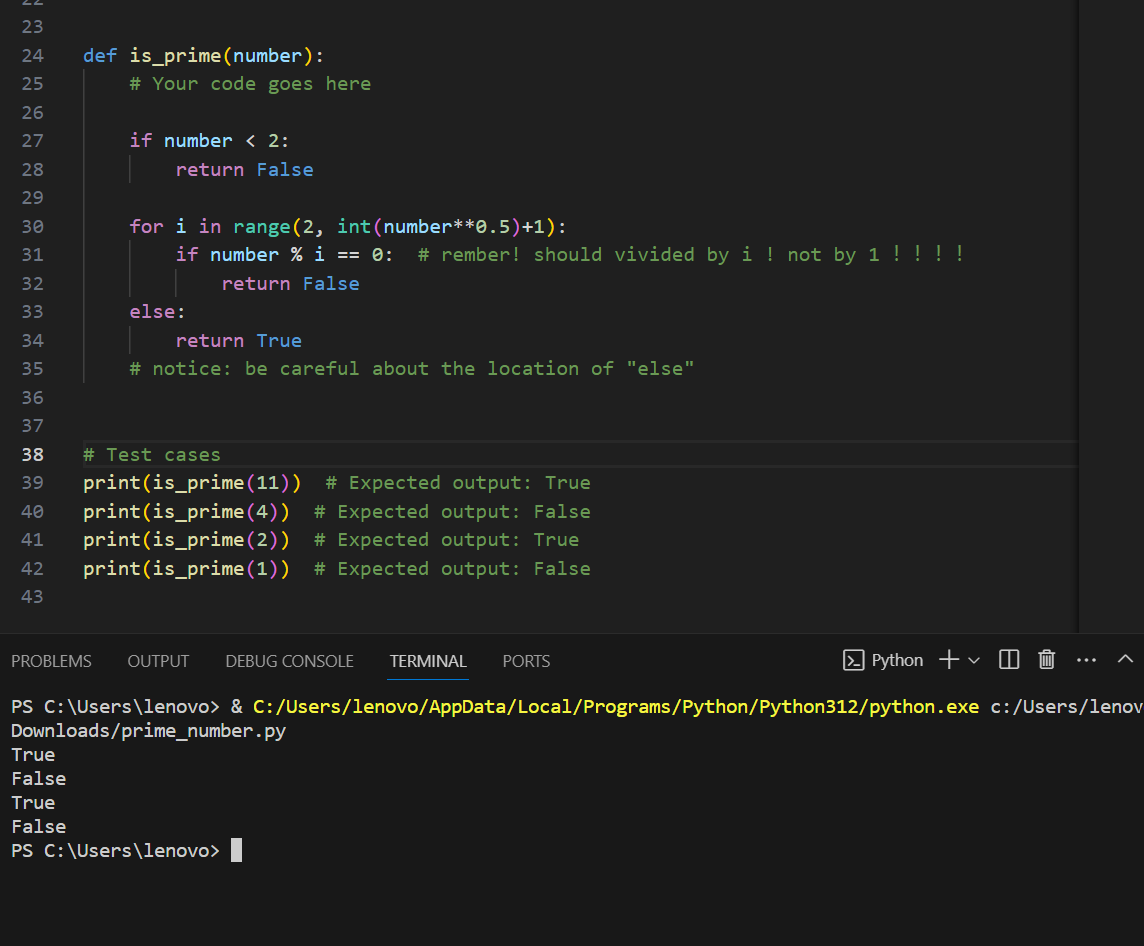 22
23
24 def is_prime(number):
25 # Your code goes here
26
27 if number < 2:
28 return False
29
30 for i in range(2, int(number**0.5)+1):
31 if number % i == 0:  # rember! should vivided by i ! not by 1 ! ! ! !
32 return False
33 else:
34 return True
35 # notice: be careful about the location of "else"
36
37
38 # Test cases
39 print(is_prime(11))  # Expected output: True
40 print(is_prime(4))  # Expected output: False
41 print(is_prime(2))  # Expected output: True
42 print(is_prime(1))  # Expected output: False
43
PROBLEMS OUTPUT DEBUG CONSOLE TERMINAL PORTS Python
PS C:\Users\lenovo> & C:/Users/lenovo/AppData/Local/Programs/Python/Python312/python.exe c:/Users/lenov
Downloads/prime_number.py
True
False
True
False
PS C:\Users\lenovo>